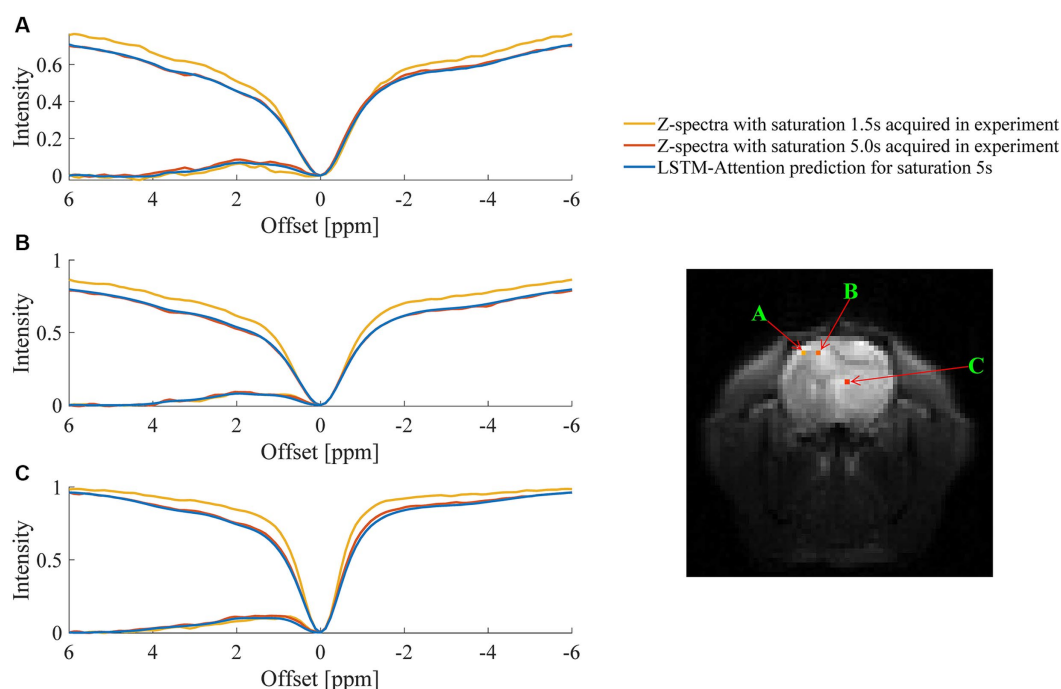 A
0.6
0.4
0.2
0
Intensity
6 4 2 0 -2 -4 -6
Offset [ppm]
B
1
0.5
0
Intensity
6 4 2 0 -2 -4 -6
Offset [ppm]
C
1
0.5
0
Intensity
6 4 2 0 -2 -4 -6
Offset [ppm]
Z-spectra with saturation 1.5s acquired in experiment
Z-spectra with saturation 5.0s acquired in experiment
LSTM-Attention prediction for saturation 5s
A
B
C